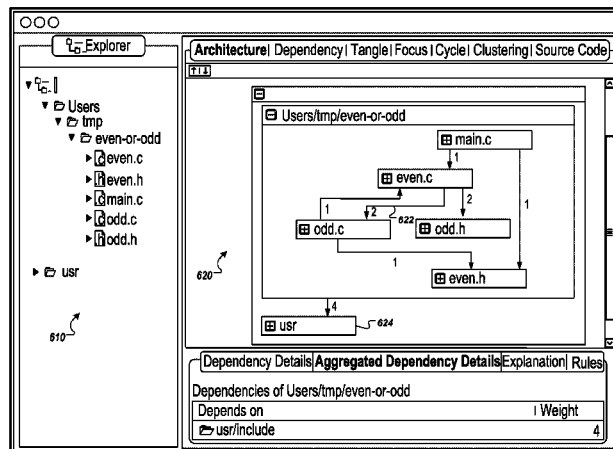 Explorer
Architecture | Dependency | Tangle | Focus | Cycle | Clustering | Source Code
Users
tmp
even-or-odd
even.c
even.h
main.c
odd.c
odd.h
usr
610
620
Users/tmp/even-or-odd
main.c
1
even.c
1
2
622
2
1
odd.c
odd.h
1
even.h
4
usr
624
Dependency Details Aggregated Dependency Details Explanation | Rules
Dependencies of Users/tmp/even-or-odd
Depends on | Weight
usr/include 4